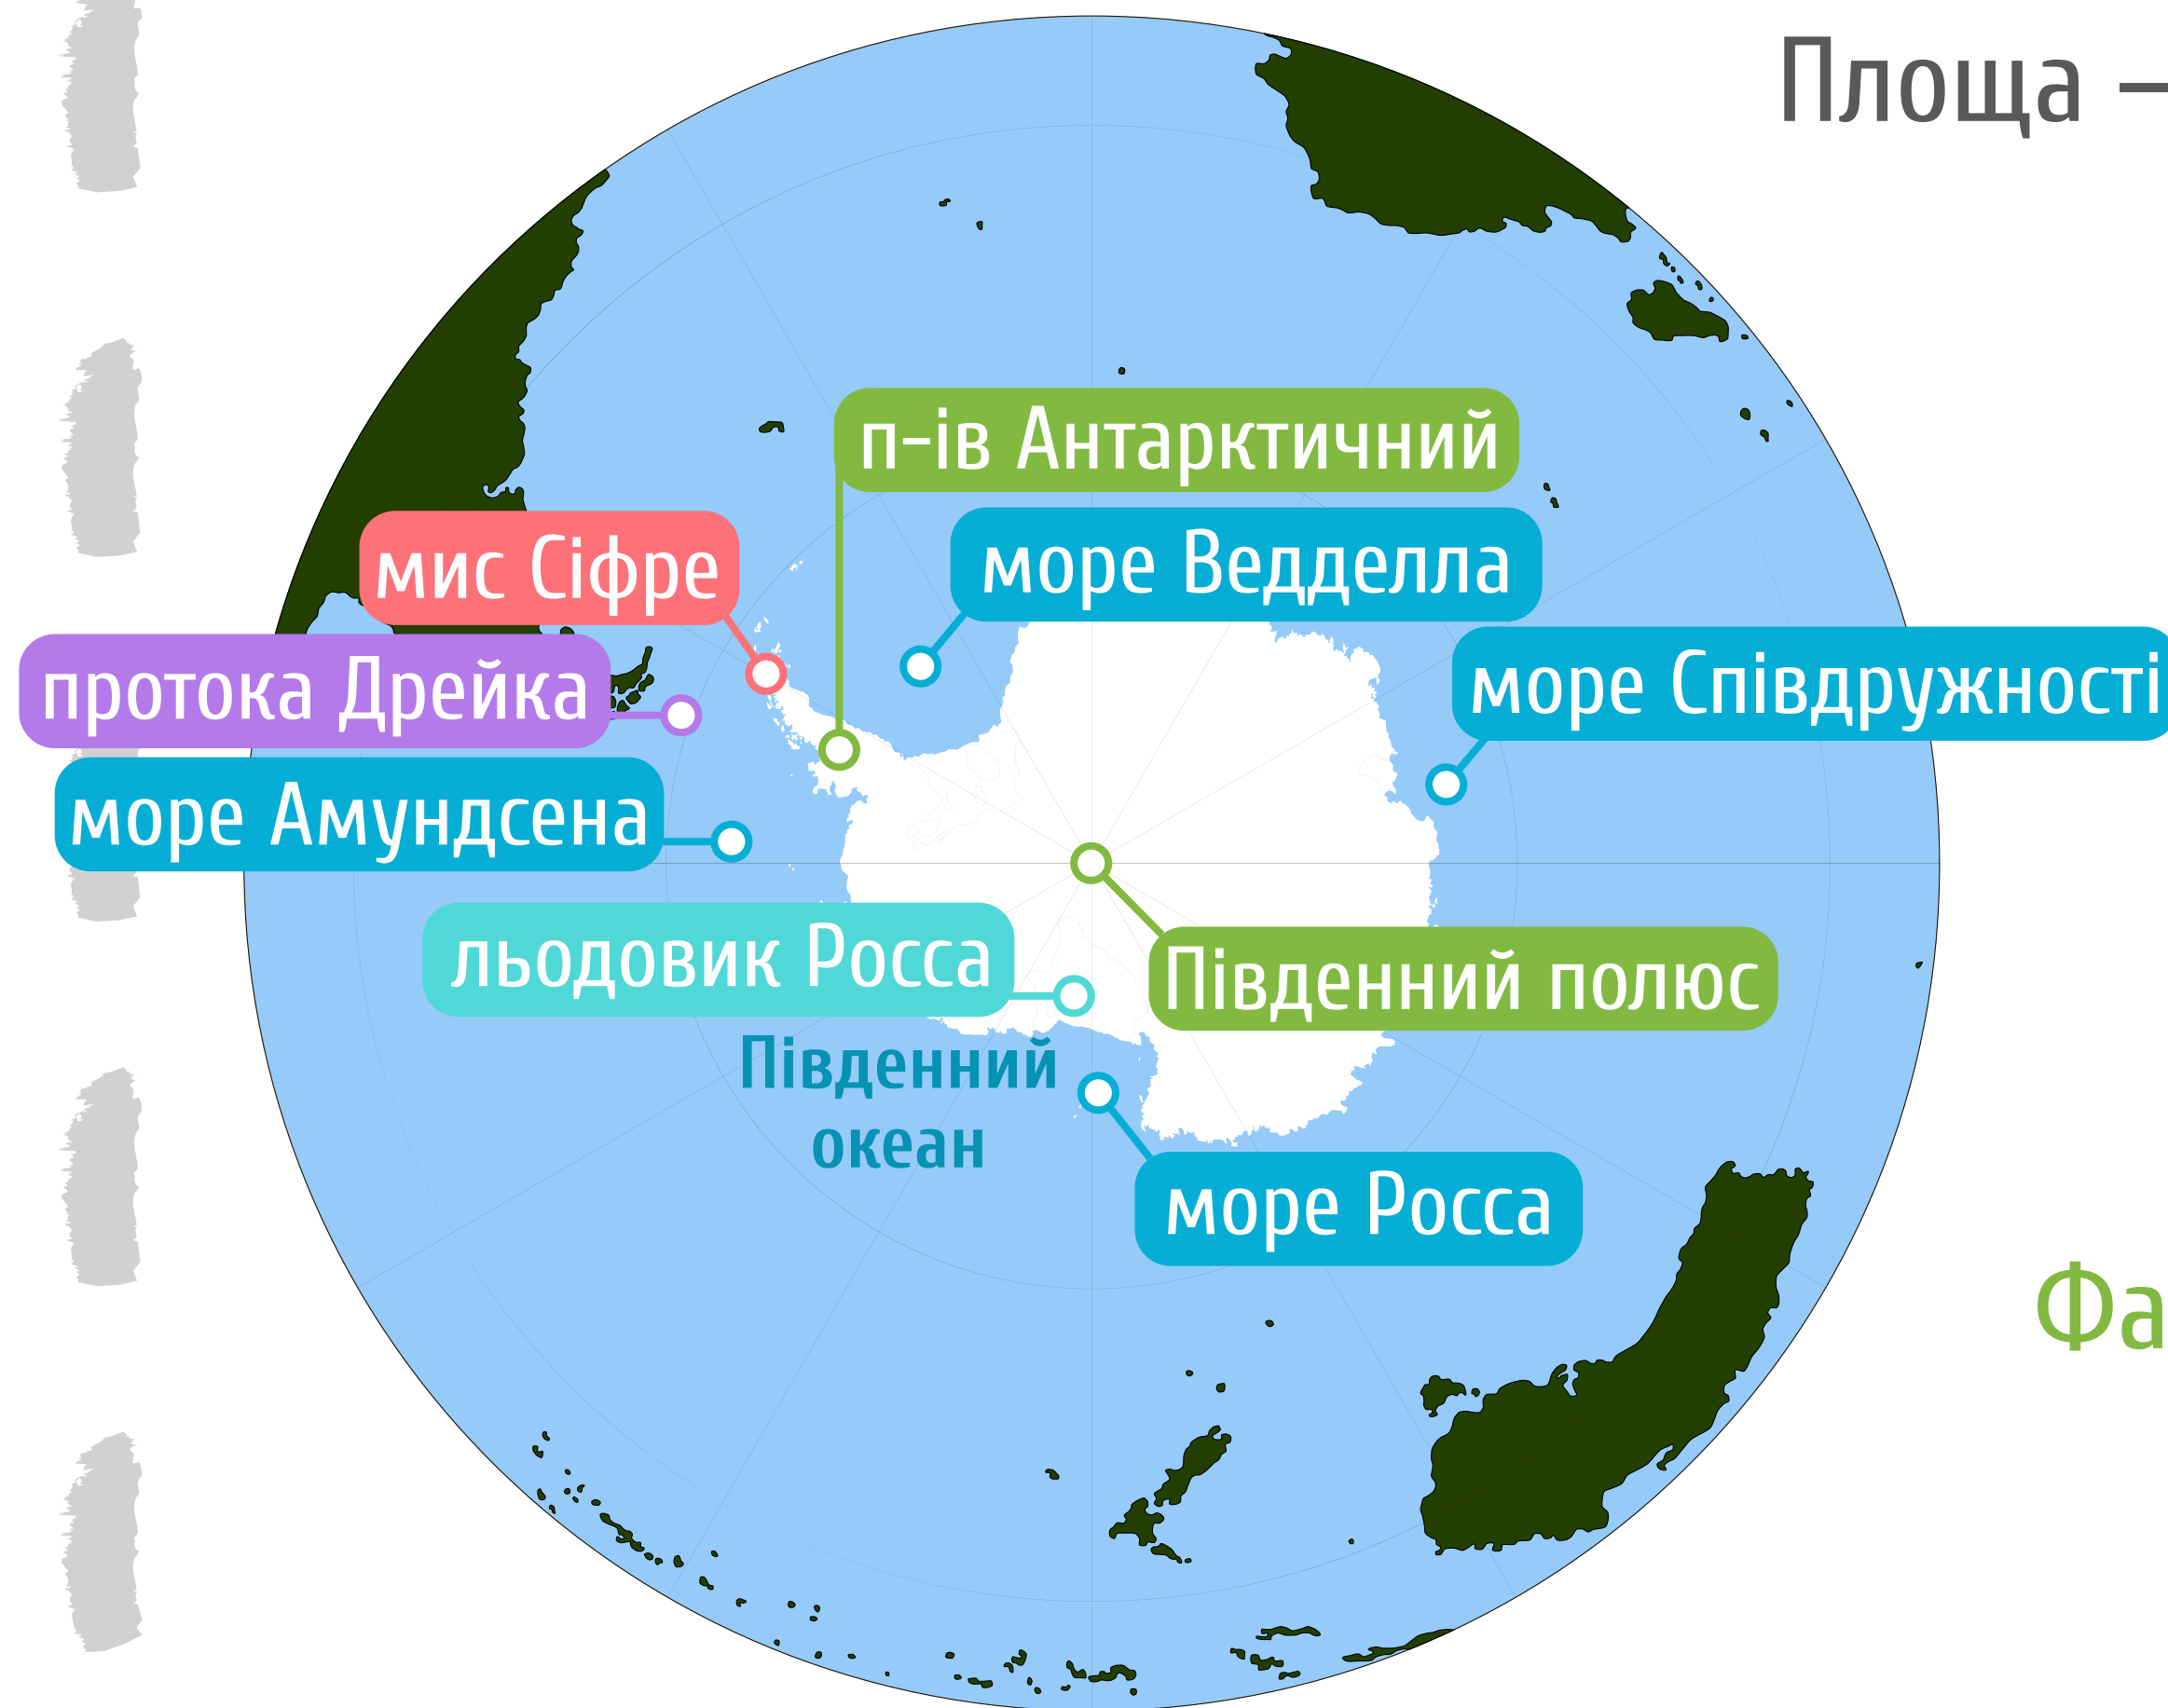 Площа –
п-ів Антарктичний
мис Сіфре
море Ведделла
протока Дрейка
море Співдружності
море Амундсена
льодовик Росса
Південний полюс
Південний
океан
море Росса
Фа